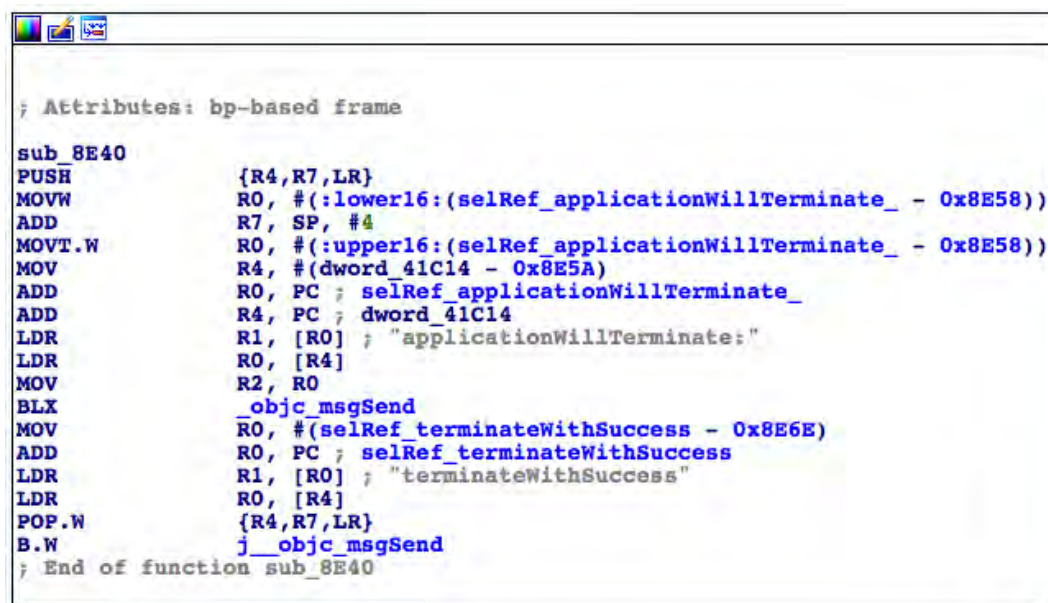 ; Attributes: bp-based frame
sub_8E40
PUSH {R4,R7,LR}
MOVW R0, #(:lower16:(selRef_applicationWillTerminate_ - 0x8E58))
ADD R7, SP, #4
MOVT.W R0, #(:upper16:(selRef_applicationWillTerminate_ - 0x8E58))
MOV R4, #(dword_41C14 - 0x8E5A)
ADD R0, PC ; selRef_applicationWillTerminate_
ADD R4, PC ; dword_41C14
LDR R1, [R0] ; "applicationWillTerminate:"
LDR R0, [R4]
MOV R2, R0
BLX _objc_msgSend
MOV R0, #(selRef_terminateWithSuccess - 0x8E6E)
ADD R0, PC ; selRef_terminateWithSuccess
LDR R1, [R0] ; "terminateWithSuccess"
LDR R0, [R4]
POP.W {R4,R7,LR}
B.W j__objc_msgSend
; End of function sub_8E40